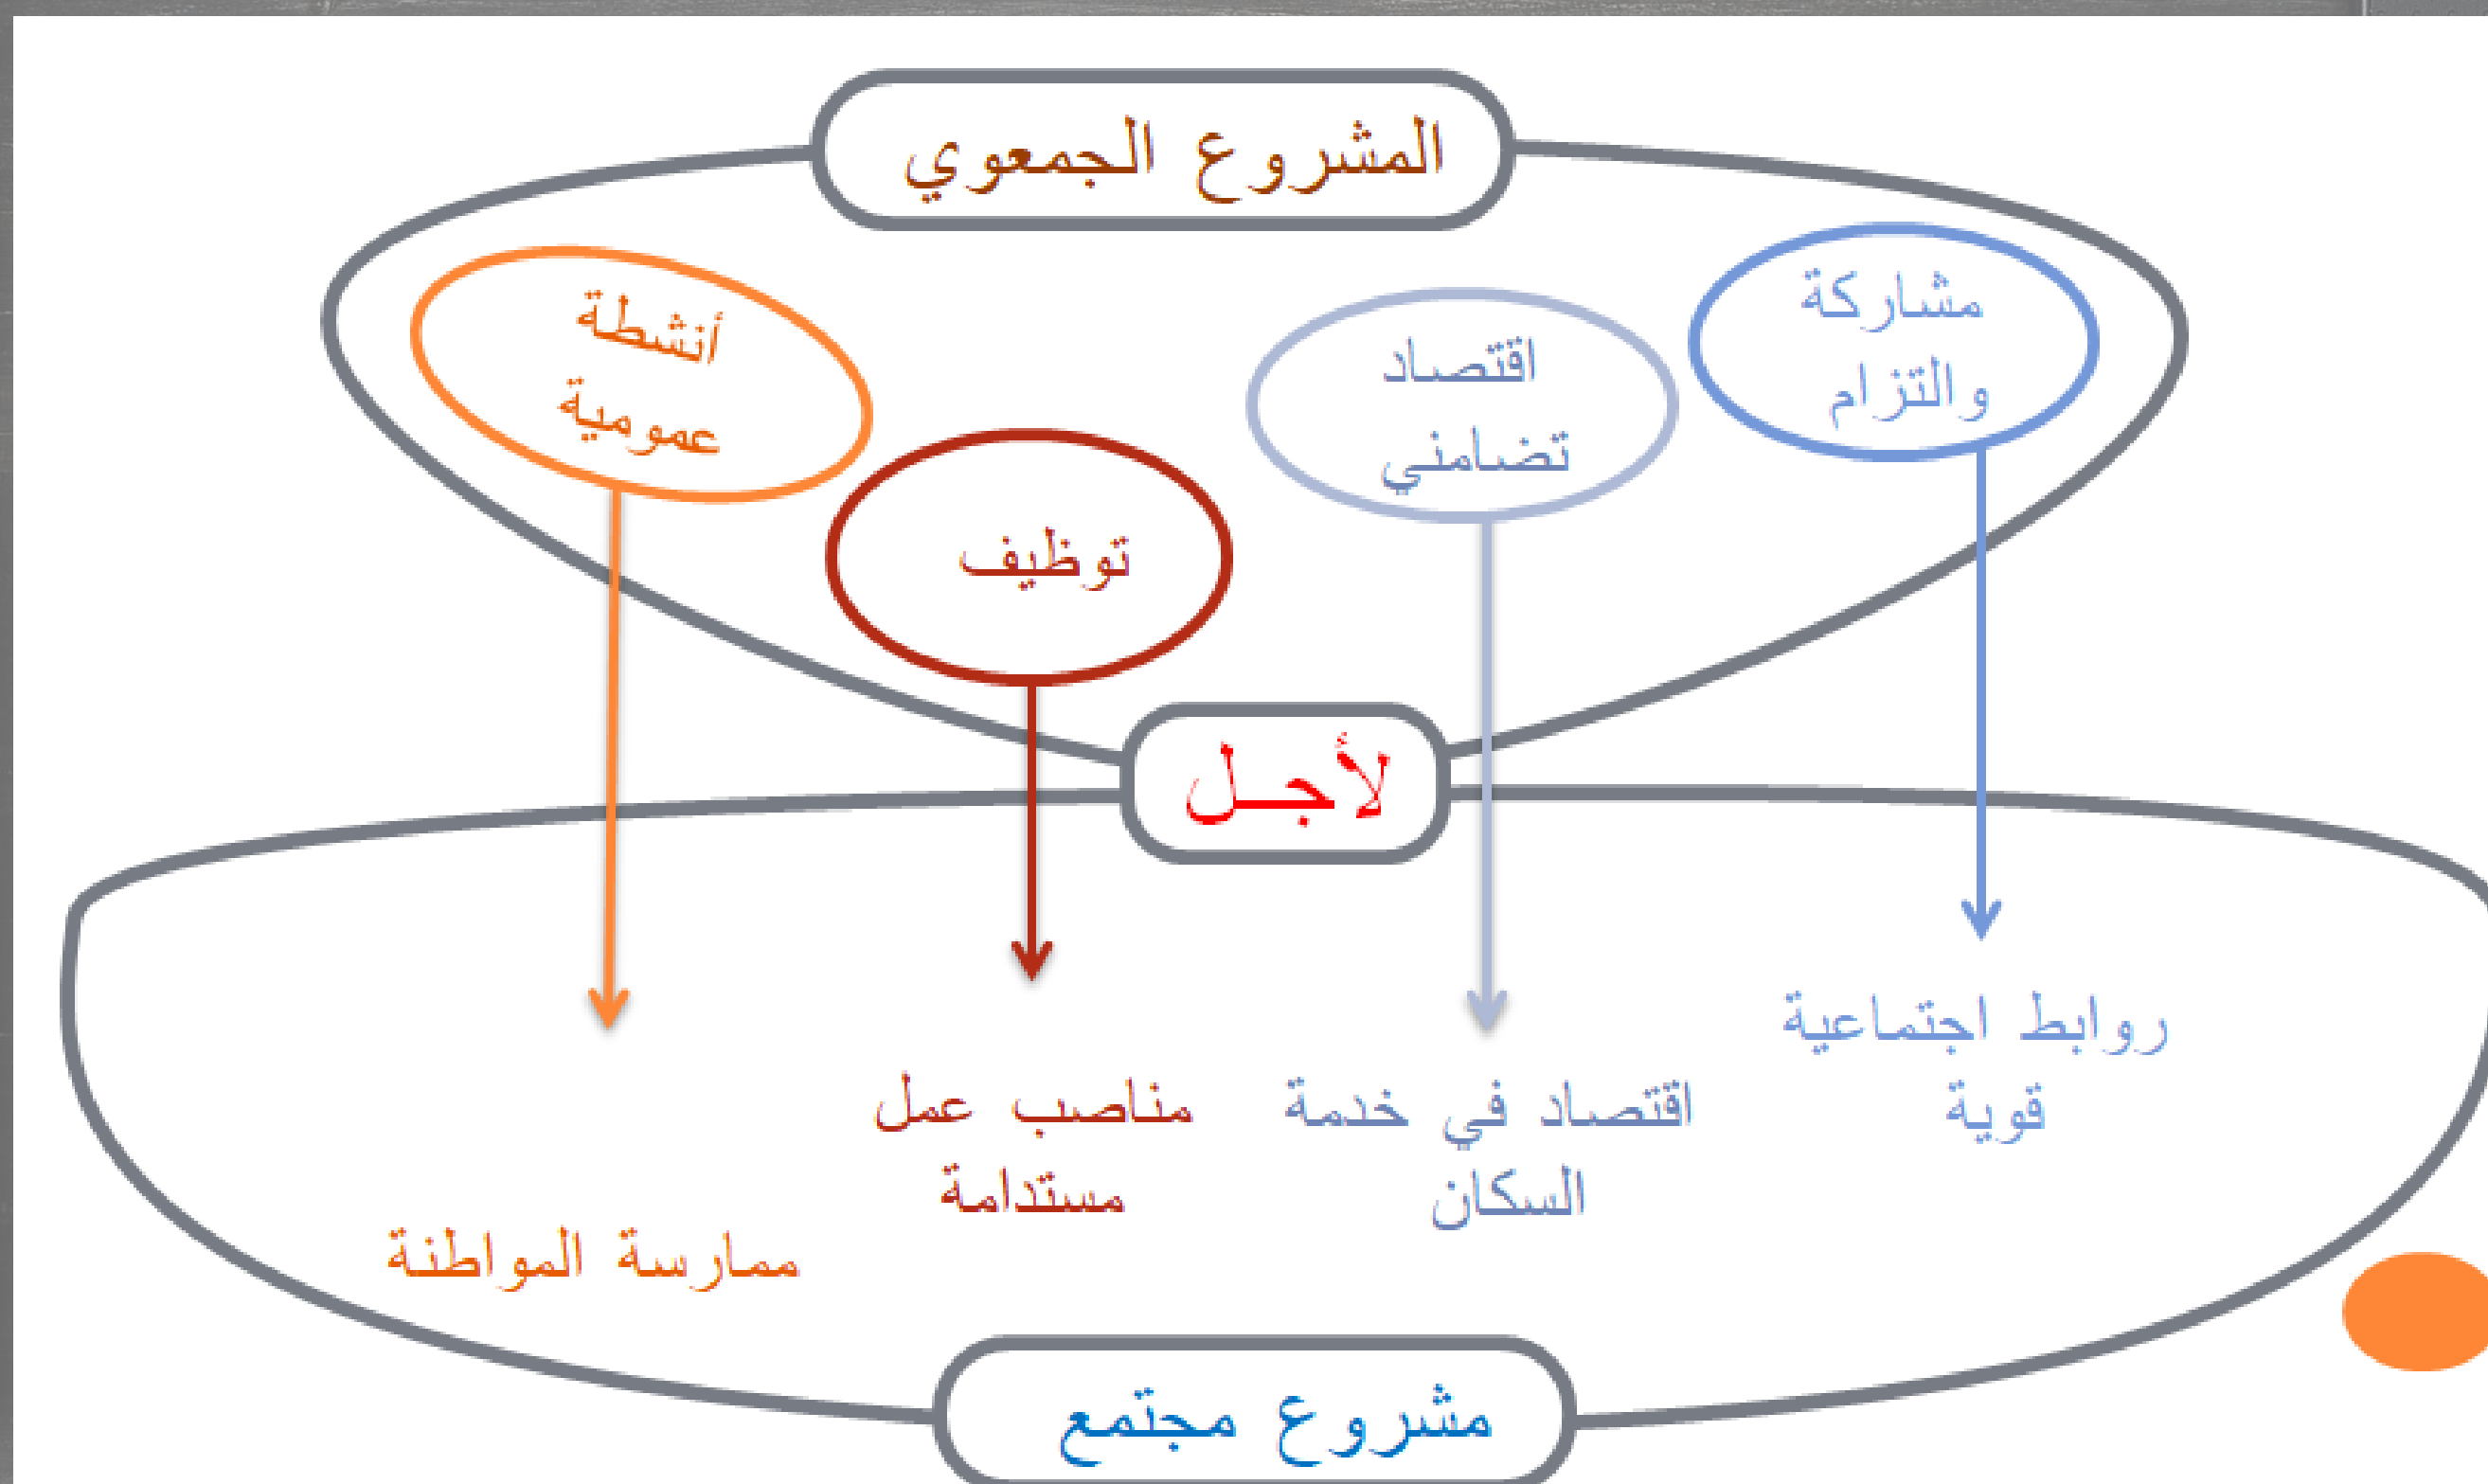 المشروع الجمعوي
مشاركة
والتزام
اقتصاد
تضامني
توظيف
أنشطة
عمومية
لأجـل
روابط اجتماعية
قوية
اقتصاد في خدمة
السكان
مناصب عمل
مستدامة
ممارسة المواطنة
مشروع مجتمع